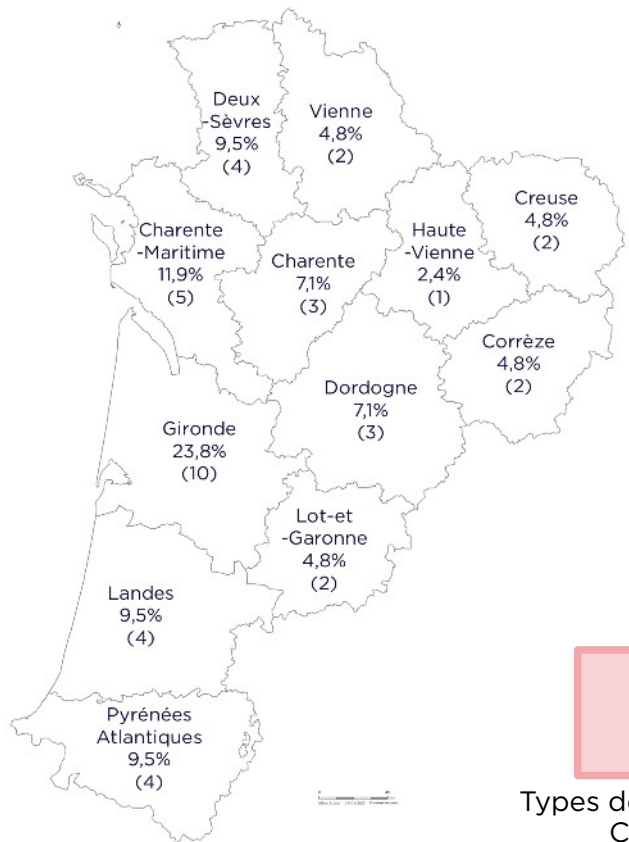 Deux
-Sèvres
9,5%
(4)
Vienne
4,8%
(2)
Creuse
4,8%
(2)
Haute
-Vienne
2,4%
(1)
Charente
-Maritime
11,9%
(5)
Charente
7,1%
(3)
Corrèze
4,8%
(2)
Dordogne
7,1%
(3)
Gironde
23,8%
(10)
Lot-et
-Garonne
4,8%
(2)
Landes
9,5%
(4)
Pyrénées
Atlantiques
9,5%
(4)